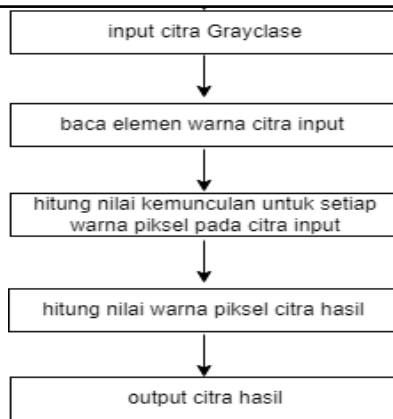 input citra Grayclase
baca elemen warna citra input
hitung nilai kemunculan untuk setiap
warna piksel pada citra input
hitung nilai warna piksel citra hasil
output citra hasil